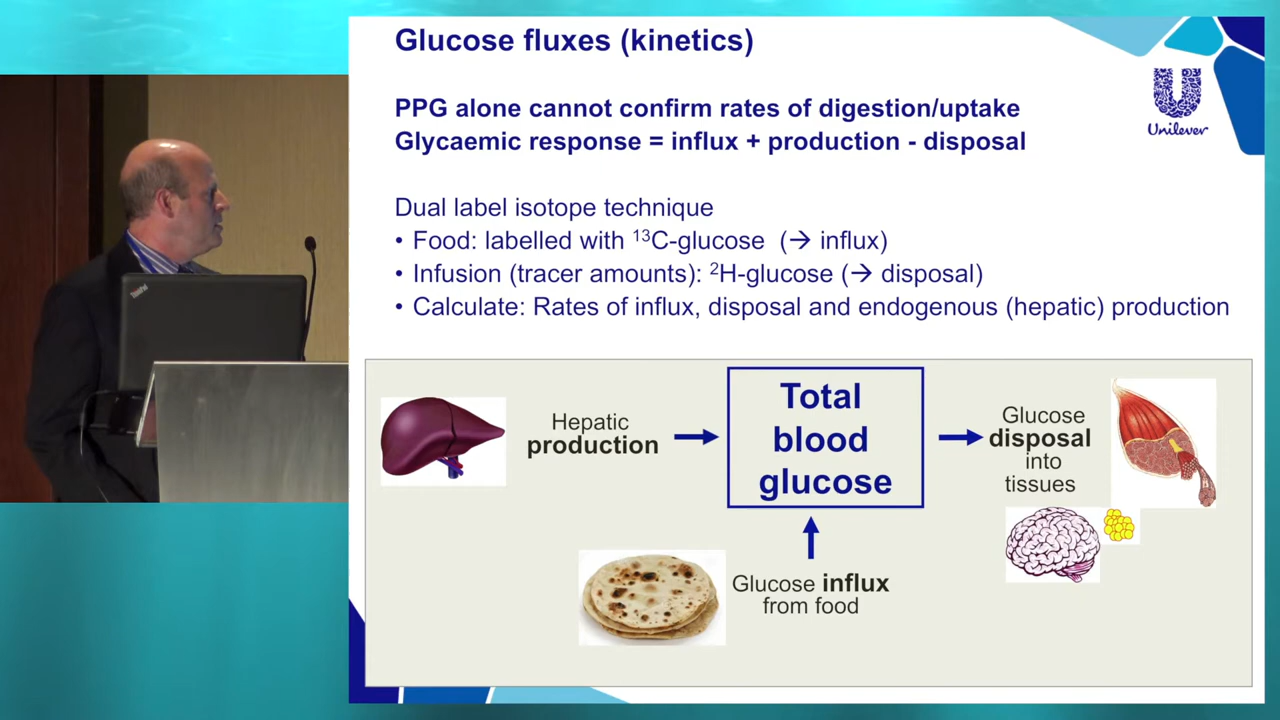 Glucose fluxes (kinetics)
PPG alone cannot confirm rates of digestion/uptake
Glycaemic response = influx + production - disposal
Unilever
Dual label isotope technique
• Food: labelled with ¹³C-glucose (→ influx)
• Infusion (tracer amounts): ²H-glucose (→ disposal)
• Calculate: Rates of influx, disposal and endogenous (hepatic) production
Hepatic
production
Total
blood
glucose
Glucose
disposal
into
tissues
Glucose influx
from food
ThinkPad